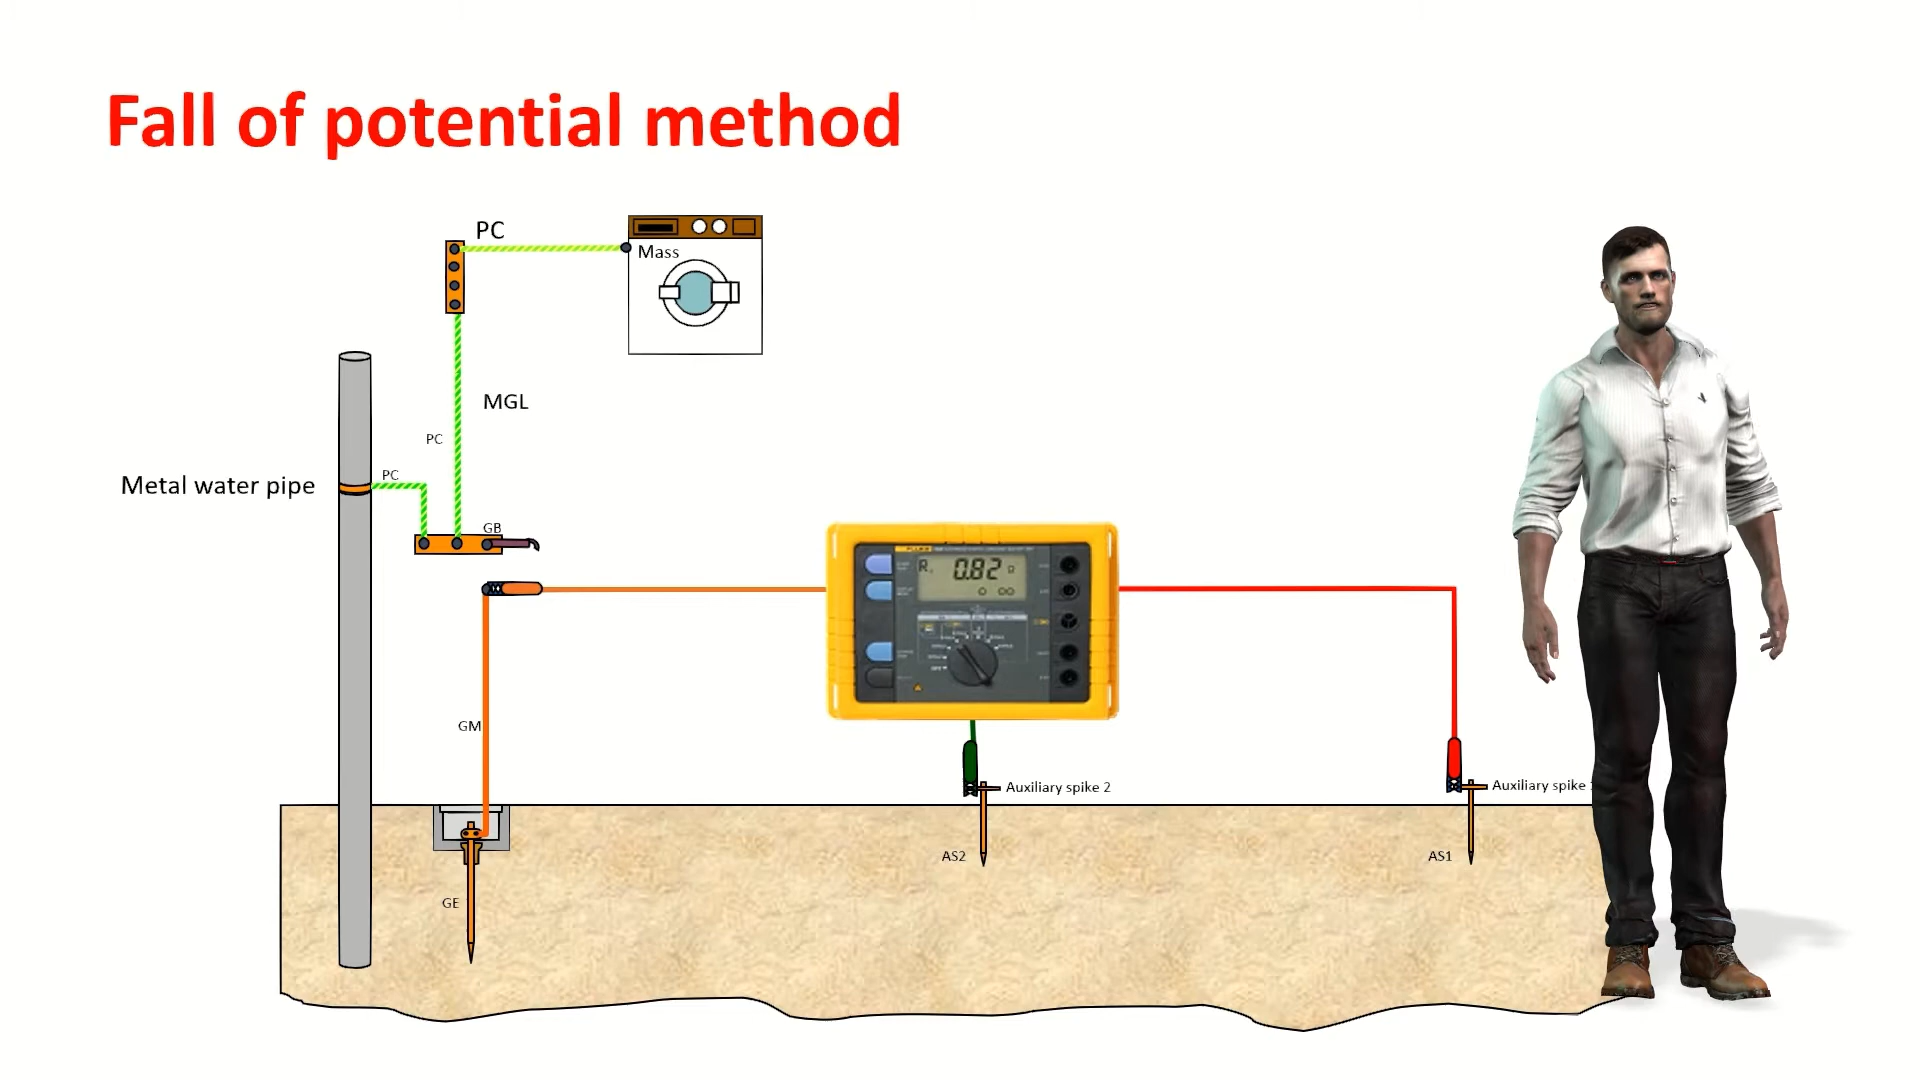 Fall of potential method
PC
Mass
MGL
PC
PC
Metal water pipe
GB
FLUKE
R
0.82 Ω
GM
Auxiliary spike 2
Auxiliary spike
AS2
AS1
GE